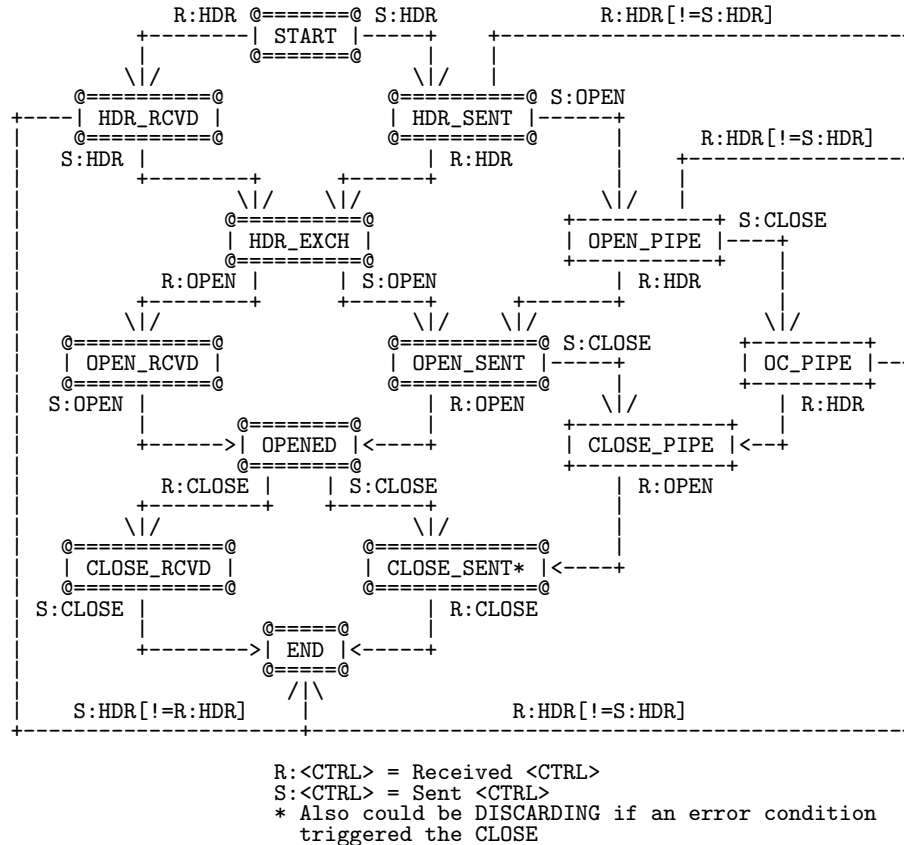 R:HDR @=======@ S:HDR R:HDR[!=S:HDR]
+--------| START |-----+ +----------------
| @=======@ | |
\|/ \|/ |
@==========@ @==========@ S:OPEN
+----| HDR_RCVD | | HDR_SENT |------+
| @==========@ @==========@ | R:HDR[!=S:HDR]
| S:HDR | | R:HDR | +----------------
| +--------+ +------+ | |
| \|/ \|/ \|/ |
| @==========@ +-----------+ S:CLOSE
| | HDR_EXCH | | OPEN_PIPE |----+
| @==========@ +-----------+ |
| R:OPEN | | S:OPEN | R:HDR |
| +--------+ +------+ +-------+ |
| \|/ \|/ \|/ \|/
| @===========@ @===========@ S:CLOSE +---------+
| | OPEN_RCVD | | OPEN_SENT |-----+ | OC_PIPE |--
| @===========@ @===========@ | +---------+
| S:OPEN | | R:OPEN \|/ | R:HDR
| | @========@ | +------------+ |
| +----->| OPENED |<----+ | CLOSE_PIPE |<--+
| @========@ +------------+
| R:CLOSE | | S:CLOSE | R:OPEN
| +---------+ +-------+ |
| \|/ \|/ |
| @============@ @=============@ |
| | CLOSE_RCVD | | CLOSE_SENT* |<----+
| @============@ @=============@
| S:CLOSE | | R:CLOSE
| | @=====@ |
| +-------->| END |<-----+
| @=====@
| /|\
| S:HDR[!=R:HDR] | R:HDR[!=S:HDR]
+----------------------+-----------------------------------------------
R:<CTRL> = Received <CTRL>
S:<CTRL> = Sent <CTRL>
* Also could be DISCARDING if an error condition
triggered the CLOSE